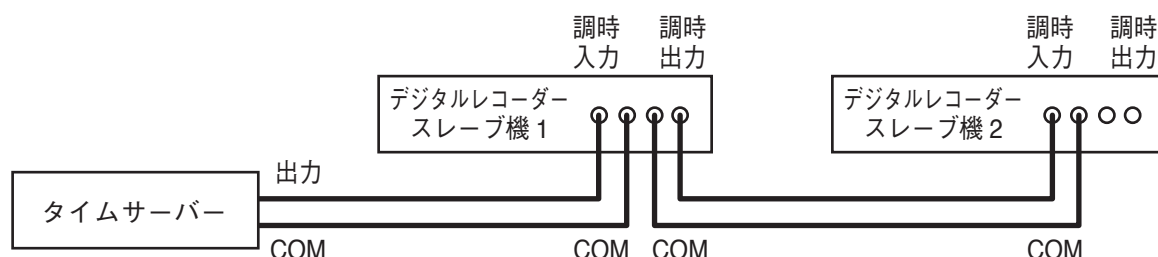 調時 調時
入力 出力
調時 調時
入力 出力
デジタルレコーダー
スレーブ機1
デジタルレコーダー
スレーブ機2
出力
タイムサーバー
COM
COM COM
COM